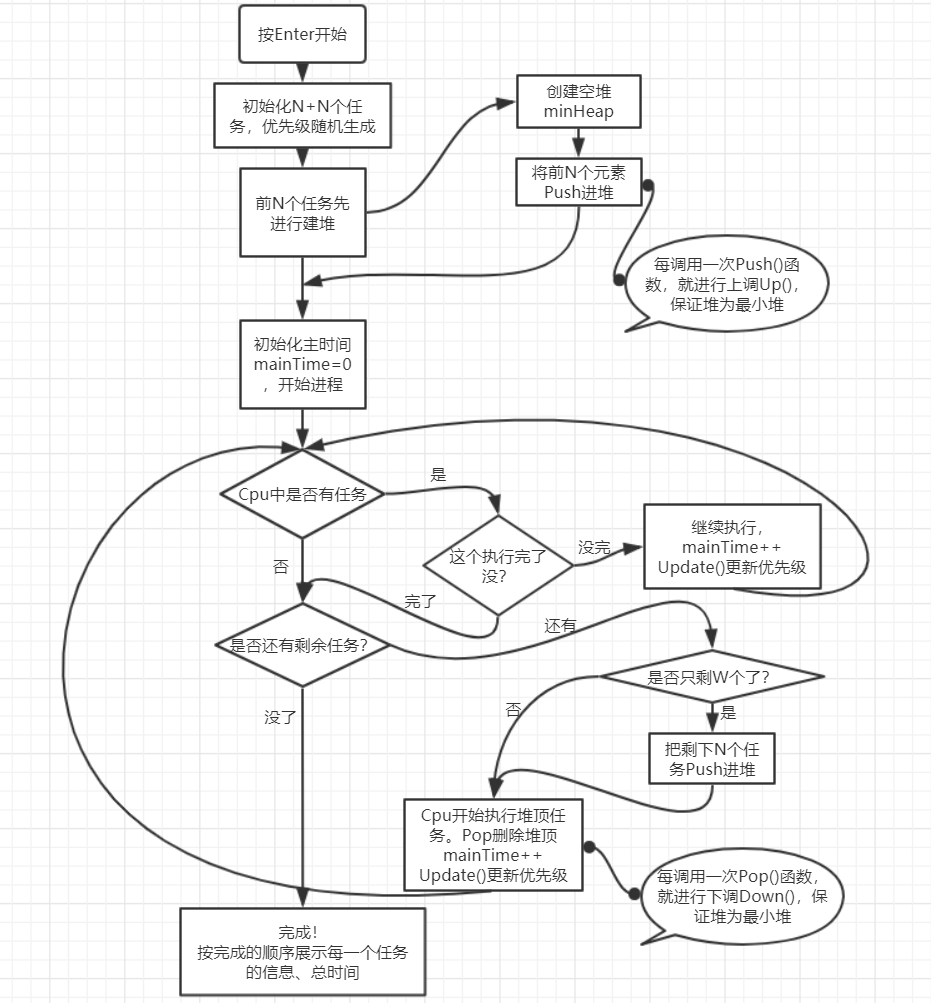 按Enter开始
初始化N+N个任
务，优先级随机生成
前N个任务先
进行建堆
创建空堆
minHeap
将前N个元素
Push进堆
每调用一次Push()函
数，就进行上调Up()，
保证堆为最小堆
初始化主时间
mainTime=0
，开始进程
Cpu中是否有任务
是
这个执行完了
没?
没完
继续执行，
mainTime++
Update()更新优先级
否
完了
是否还有剩余任务?
还有
是否只剩W个了?
否
是
把剩下N个任
务Push进堆
没了
Cpu开始执行堆顶任
务。Pop删除堆顶
mainTime++
Update()更新优先级
每调用一次Pop()函数，
就进行下调Down()，保
证堆为最小堆
完成！
按完成的顺序展示每一个任务
的信息、总时间